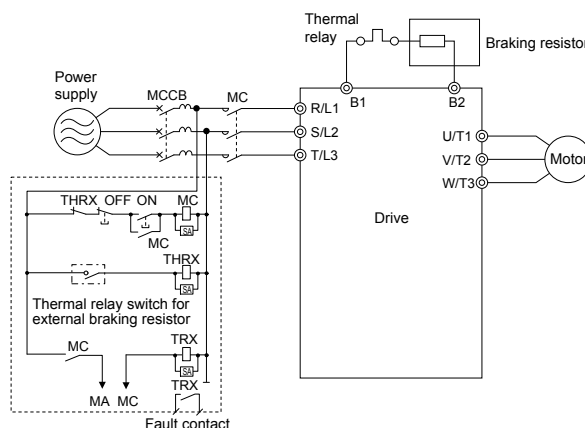 Thermal
relay
Braking resistor
B1
B2
Power
supply
MCCB
MC
R/L1
S/L2
T/L3
U/T1
V/T2
W/T3
Motor
Drive
THRX OFF ON
MC
SA
MC
THRX
SA
Thermal relay switch for
external braking resistor
MC
TRX
SA
MA MC
TRX
Fault contact